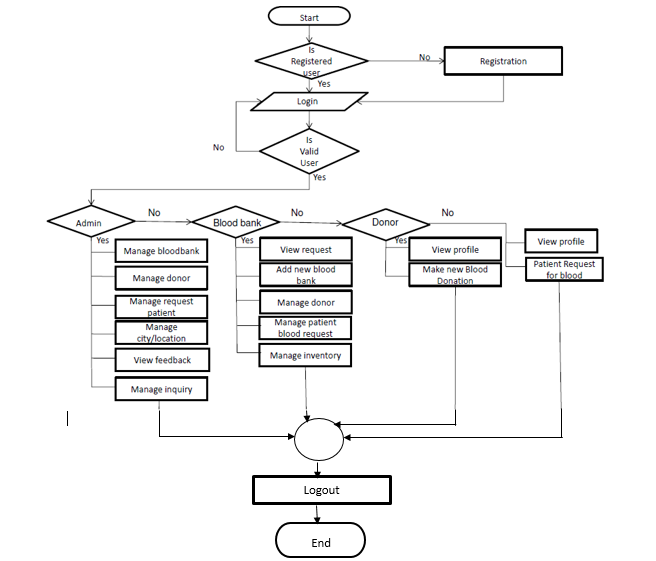 Start
Is
Registered
user
No
Registration
Yes
Login
Is
Valid
User
No
Yes
Admin
No
Blood bank
No
Donor
No
Yes
Manage bloodbank
Manage donor
Manage request
patient
Manage
city/location
View feedback
Manage inquiry
Yes
View request
Add new blood
bank
Manage donor
Manage patient
blood request
Manage inventory
Yes
View profile
Make new Blood
Donation
View profile
Patient Request
for blood
Logout
End